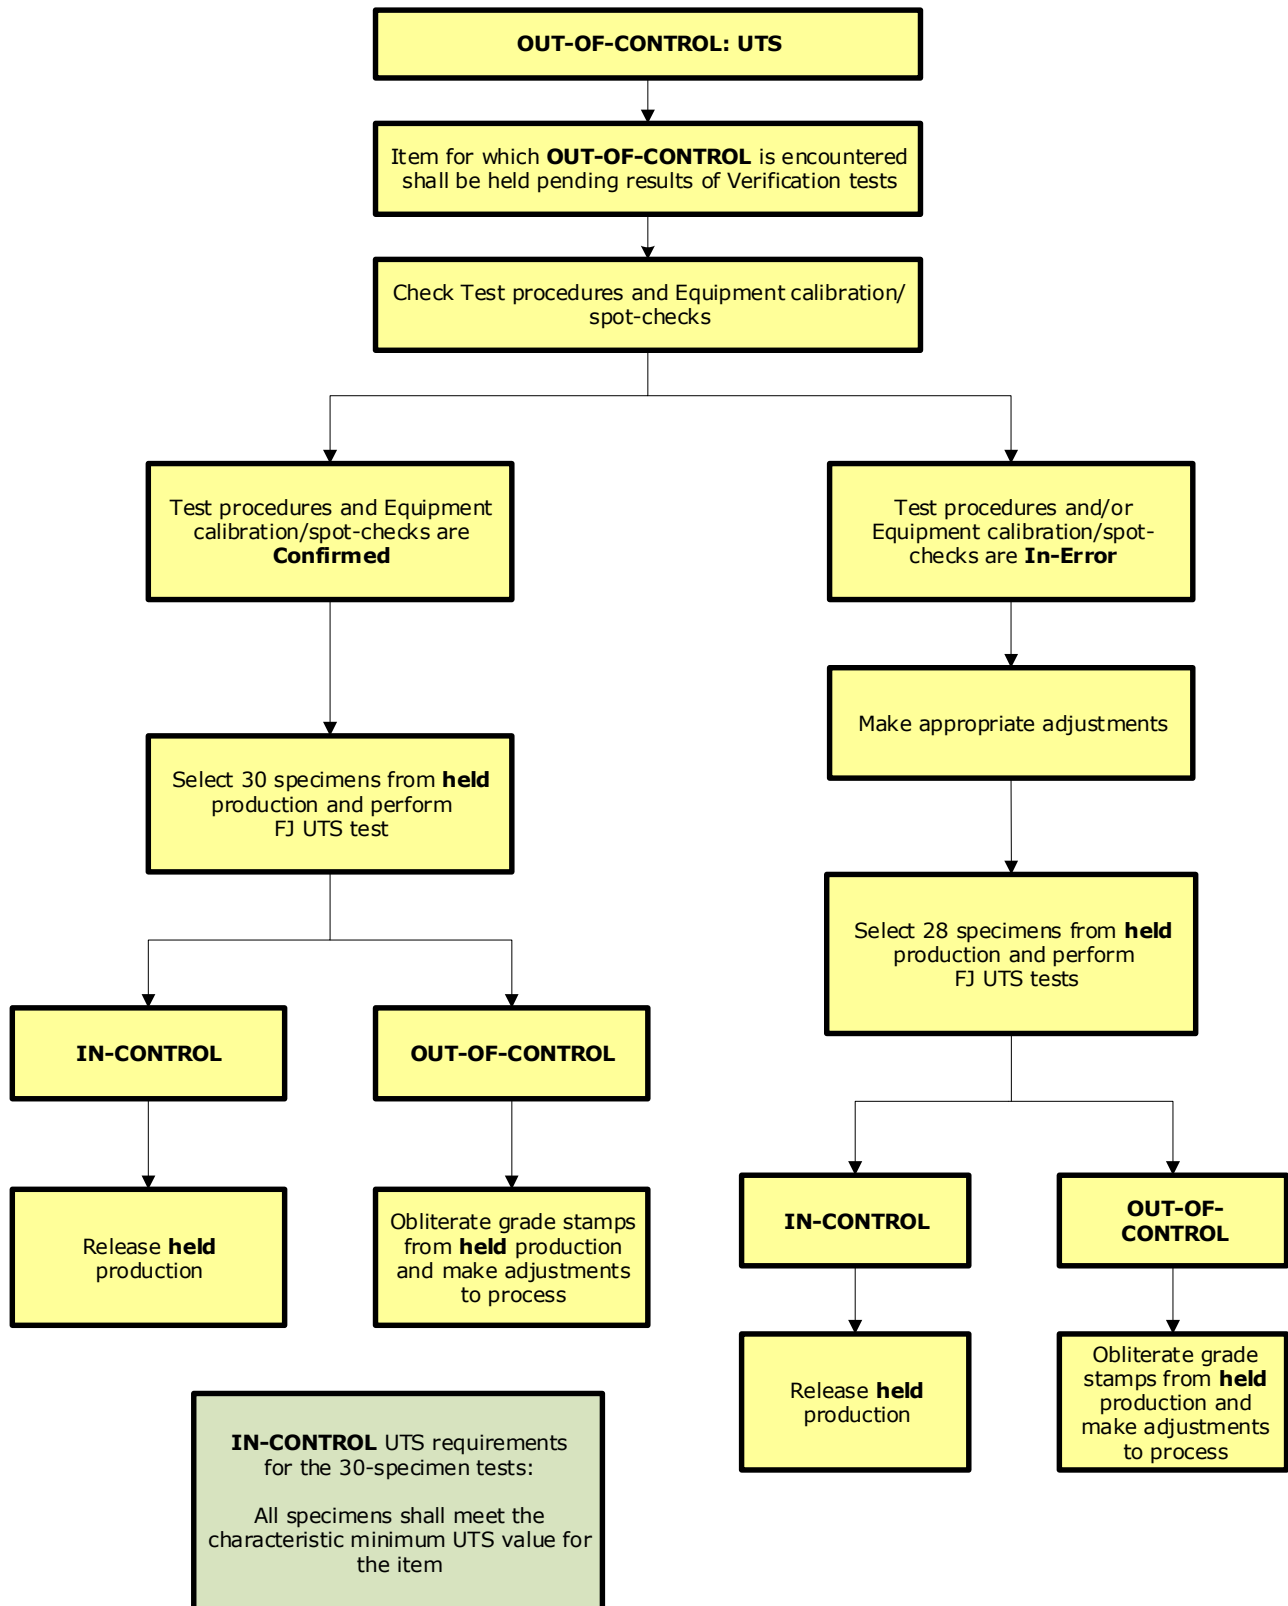 OUT-OF-CONTROL: UTS
Item for which OUT-OF-CONTROL is encountered
shall be held pending results of Verification tests
Check Test procedures and Equipment calibration/
spot-checks
Test procedures and Equipment
calibration/spot-checks are
Confirmed
Test procedures and/or
Equipment calibration/spot-
checks are In-Error
Make appropriate adjustments
Select 30 specimens from held
production and perform
FJ UTS test
Select 28 specimens from held
production and perform
FJ UTS tests
IN-CONTROL
OUT-OF-CONTROL
Release held
production
Obliterate grade stamps
from held production
and make adjustments
to process
IN-CONTROL
OUT-OF-
CONTROL
Release held
production
Obliterate grade
stamps from held
production and
make adjustments
to process
IN-CONTROL UTS requirements
for the 30-specimen tests:
All specimens shall meet the
characteristic minimum UTS value for
the item